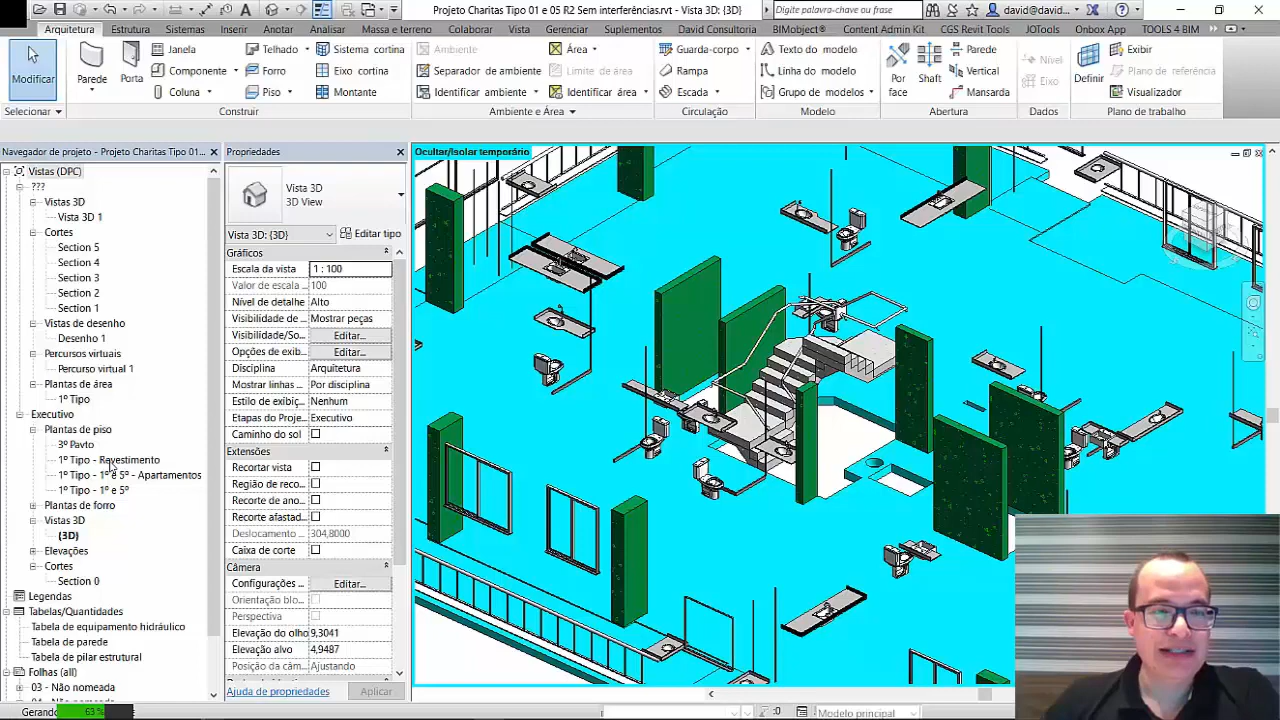 Projeto Charitas Tipo 01 e 05 R2 Sem interferências.rvt - Vista 3D: {3D}
Digite palavra-chave ou frase
david@david...
Arquitetura Estrutura Sistemas Inserir Anotar Analisar Massa e terreno Colaborar Vista Gerenciar Suplementos David Consultoria BIMobject® Content Admin Kit CGS Revit Tools JOTools Onbox App TOOLS 4 BIM
Modificar
Parede
Porta
Janela
Componente
Coluna
Telhado
Forro
Piso
Sistema cortina
Eixo cortina
Montante
Ambiente
Separador de ambiente
Identificar ambiente
Área
Limite de área
Identificar área
Guarda-corpo
Rampa
Escada
Texto do modelo
Linha do modelo
Grupo de modelos
Por face
Shaft
Parede
Vertical
Mansarda
Nível
Eixo
Definir
Exibir
Plano de referência
Visualizador
Selecionar Construir Ambiente e Área Circulação Modelo Abertura Dados Plano de trabalho
Navegador de projeto - Projeto Charitas Tipo 01...
Vistas (DPC)
???
Vistas 3D
Vista 3D 1
Cortes
Section 5
Section 4
Section 3
Section 2
Section 1
Vistas de desenho
Desenho 1
Percursos virtuais
Percurso virtual 1
Plantas de área
1º Tipo
Executivo
Plantas de piso
3º Pavto
1º Tipo - Revestimento
1º Tipo - 1º e 5º - Apartamentos
1º Tipo - 1º e 5º
Plantas de forro
Vistas 3D
{3D}
Elevações
Cortes
Section 0
Legendas
Tabelas/Quantidades
Tabela de equipamento hidráulico
Tabela de parede
Tabela de pilar estrutural
Folhas (all)
03 - Não nomeada
Propriedades
Vista 3D
3D View
Vista 3D: {3D}
Editar tipo
Gráficos
Escala da vista 1 : 100
Valor de escala ... 100
Nível de detalhe Alto
Visibilidade de ... Mostrar peças
Visibilidade/So... Editar...
Opções de exib... Editar...
Disciplina Arquitetura
Mostrar linhas ... Por disciplina
Estilo de exibiç... Nenhum
Etapas do Proje... Executivo
Caminho do sol
Extensões
Recortar vista
Região de reco...
Recorte de ano...
Recorte afastad...
Deslocamento ... 304,8000
Caixa de corte
Câmera
Configurações ... Editar...
Orientação blo...
Perspectiva
Elevação do olho 9,3041
Elevação alvo 4,9487
Posição da câm... Ajustando
Ajuda de propriedades
Aplicar
Ocultar/Isolar temporário
Gerando
63 %
:0
Modelo principal